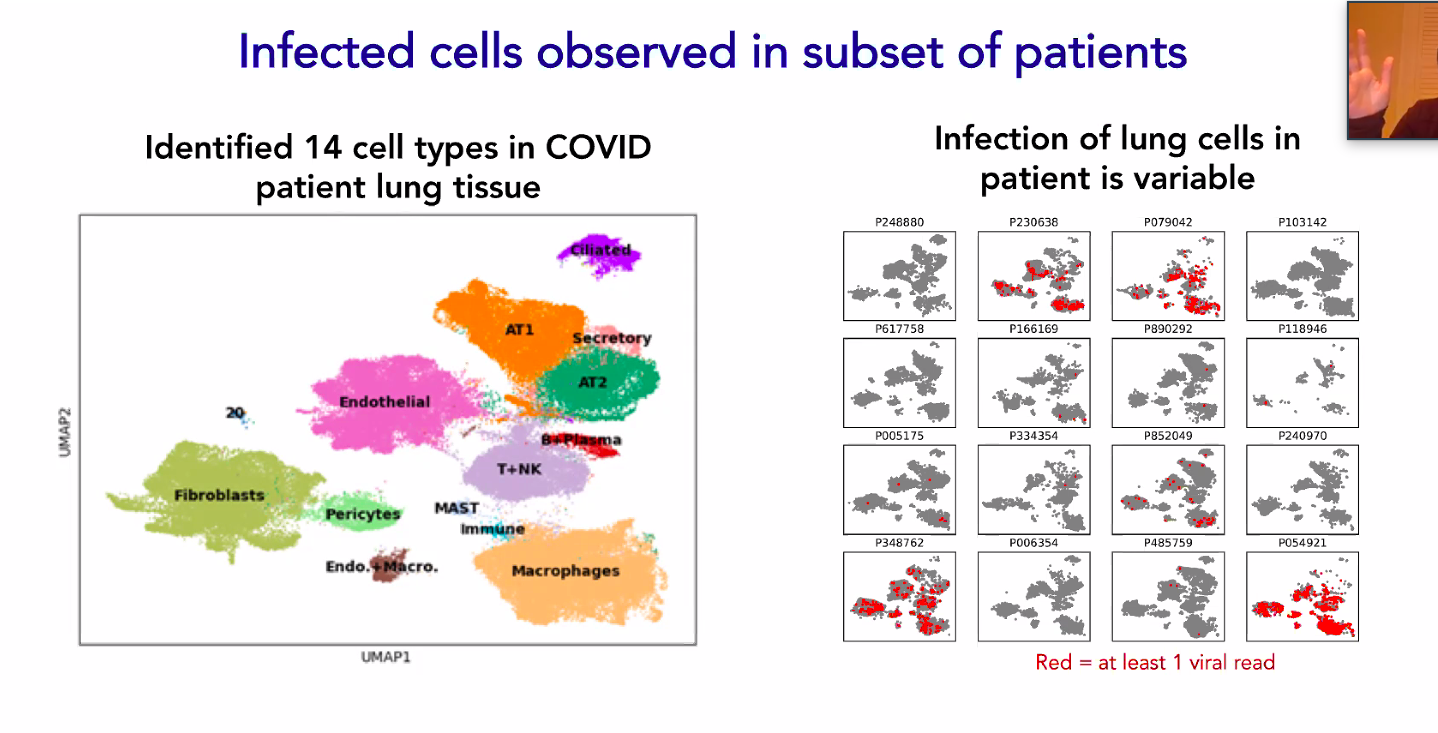 Infected cells observed in subset of patients
Identified 14 cell types in COVID
patient lung tissue
Ciliated
AT1
Secretory
AT2
Endothelial
20
B+Plasma
T+NK
Fibroblasts
MAST
Pericytes
Immune
Endo.+Macro.
Macrophages
UMAP2
UMAP1
Infection of lung cells in
patient is variable
P248880 P230638 P079042 P103142
P617758 P166169 P890292 P118946
P005175 P334354 P852049 P240970
P348762 P006354 P485759 P054921
Red = at least 1 viral read